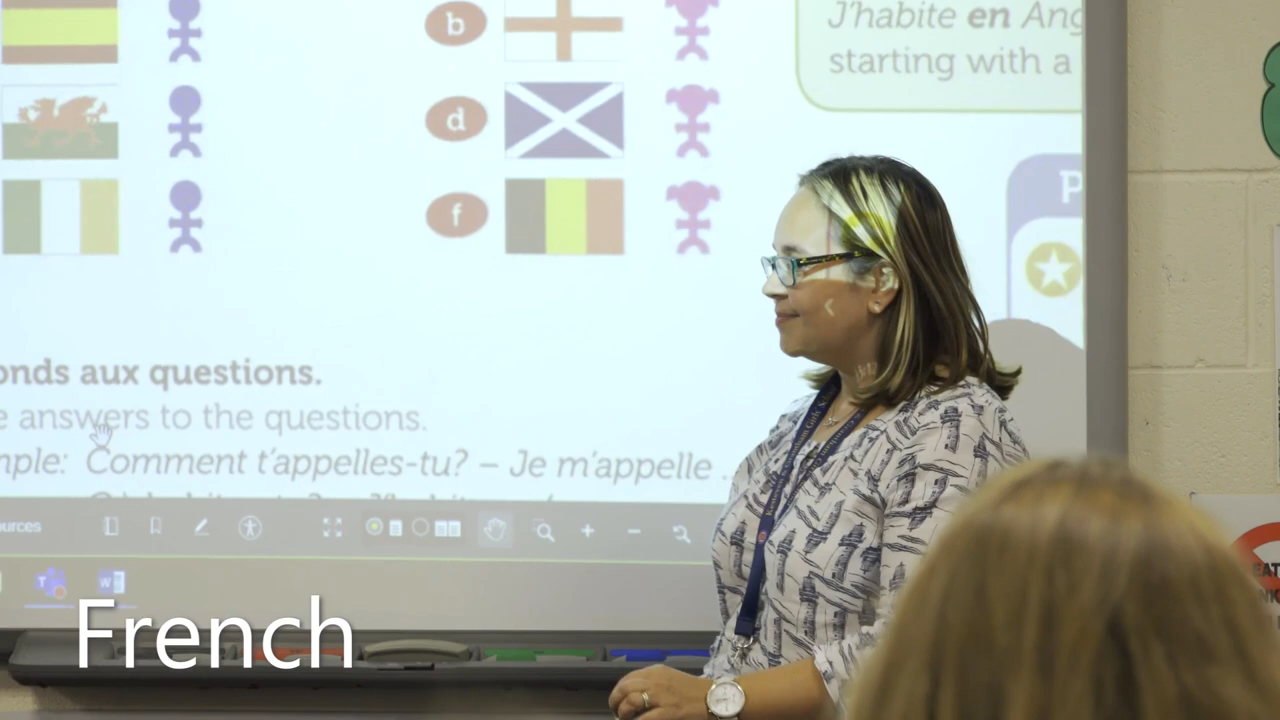 b
J'habite en Ang
starting with a
d
P
f
onds aux questions.
e answers to the questions.
mple: Comment t'appelles-tu? – Je m'appelle .
ources
T
W
French